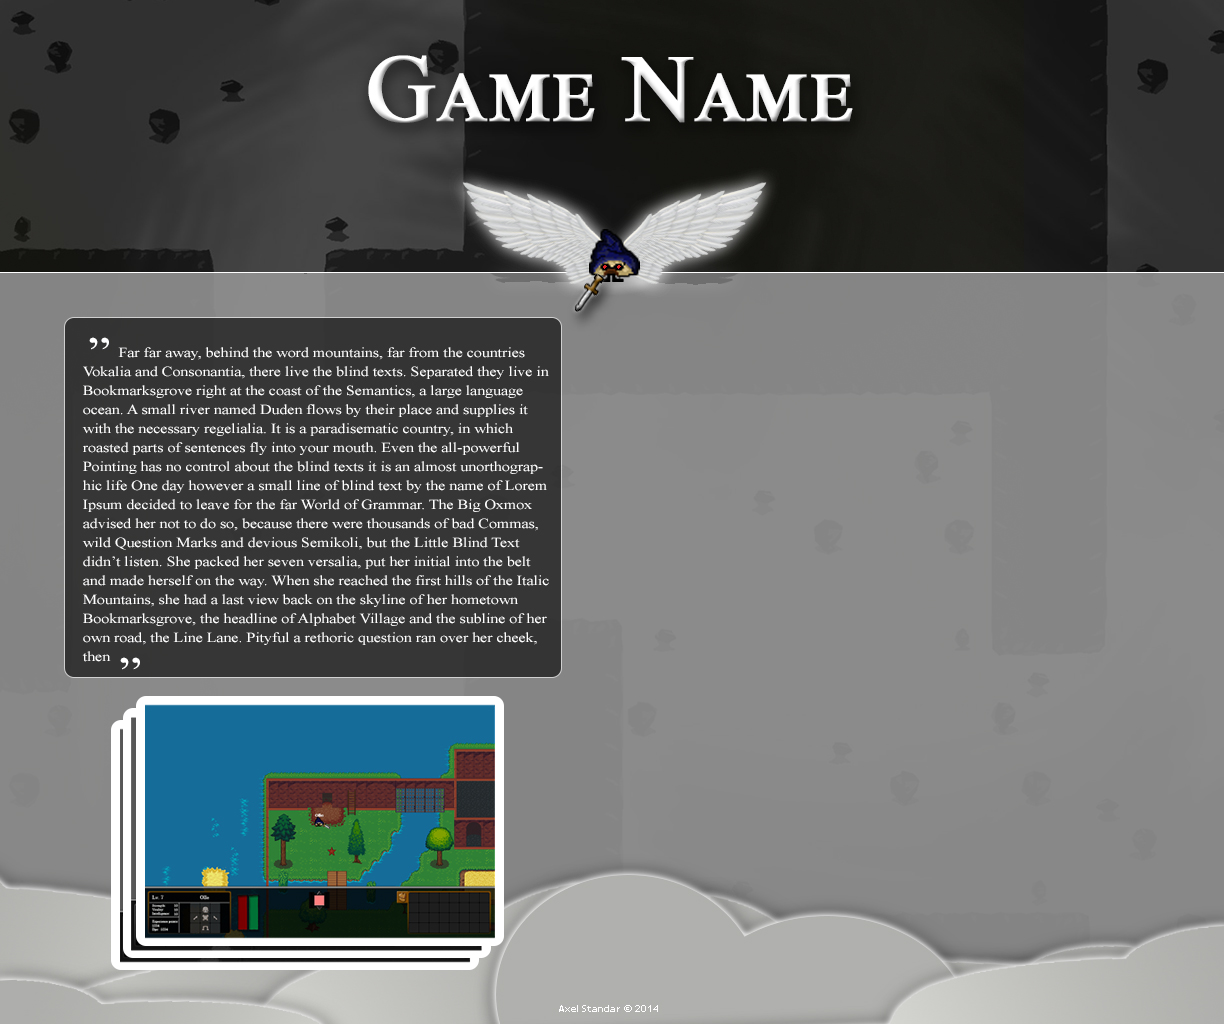 Game Name
” Far far away, behind the word mountains, far from the countries
Vokalia and Consonantia, there live the blind texts. Separated they live in
Bookmarksgrove right at the coast of the Semantics, a large language
ocean. A small river named Duden flows by their place and supplies it
with the necessary regelialia. It is a paradisematic country, in which
roasted parts of sentences fly into your mouth. Even the all-powerful
Pointing has no control about the blind texts it is an almost unorthograp-
hic life One day however a small line of blind text by the name of Lorem
Ipsum decided to leave for the far World of Grammar. The Big Oxmox
advised her not to do so, because there were thousands of bad Commas,
wild Question Marks and devious Semikoli, but the Little Blind Text
didn’t listen. She packed her seven versalia, put her initial into the belt
and made herself on the way. When she reached the first hills of the Italic
Mountains, she had a last view back on the skyline of her hometown
Bookmarksgrove, the headline of Alphabet Village and the subline of her
own road, the Line Lane. Pityful a rethoric question ran over her cheek,
then ”
Lv. 7 Olle
Axel Standar © 2014